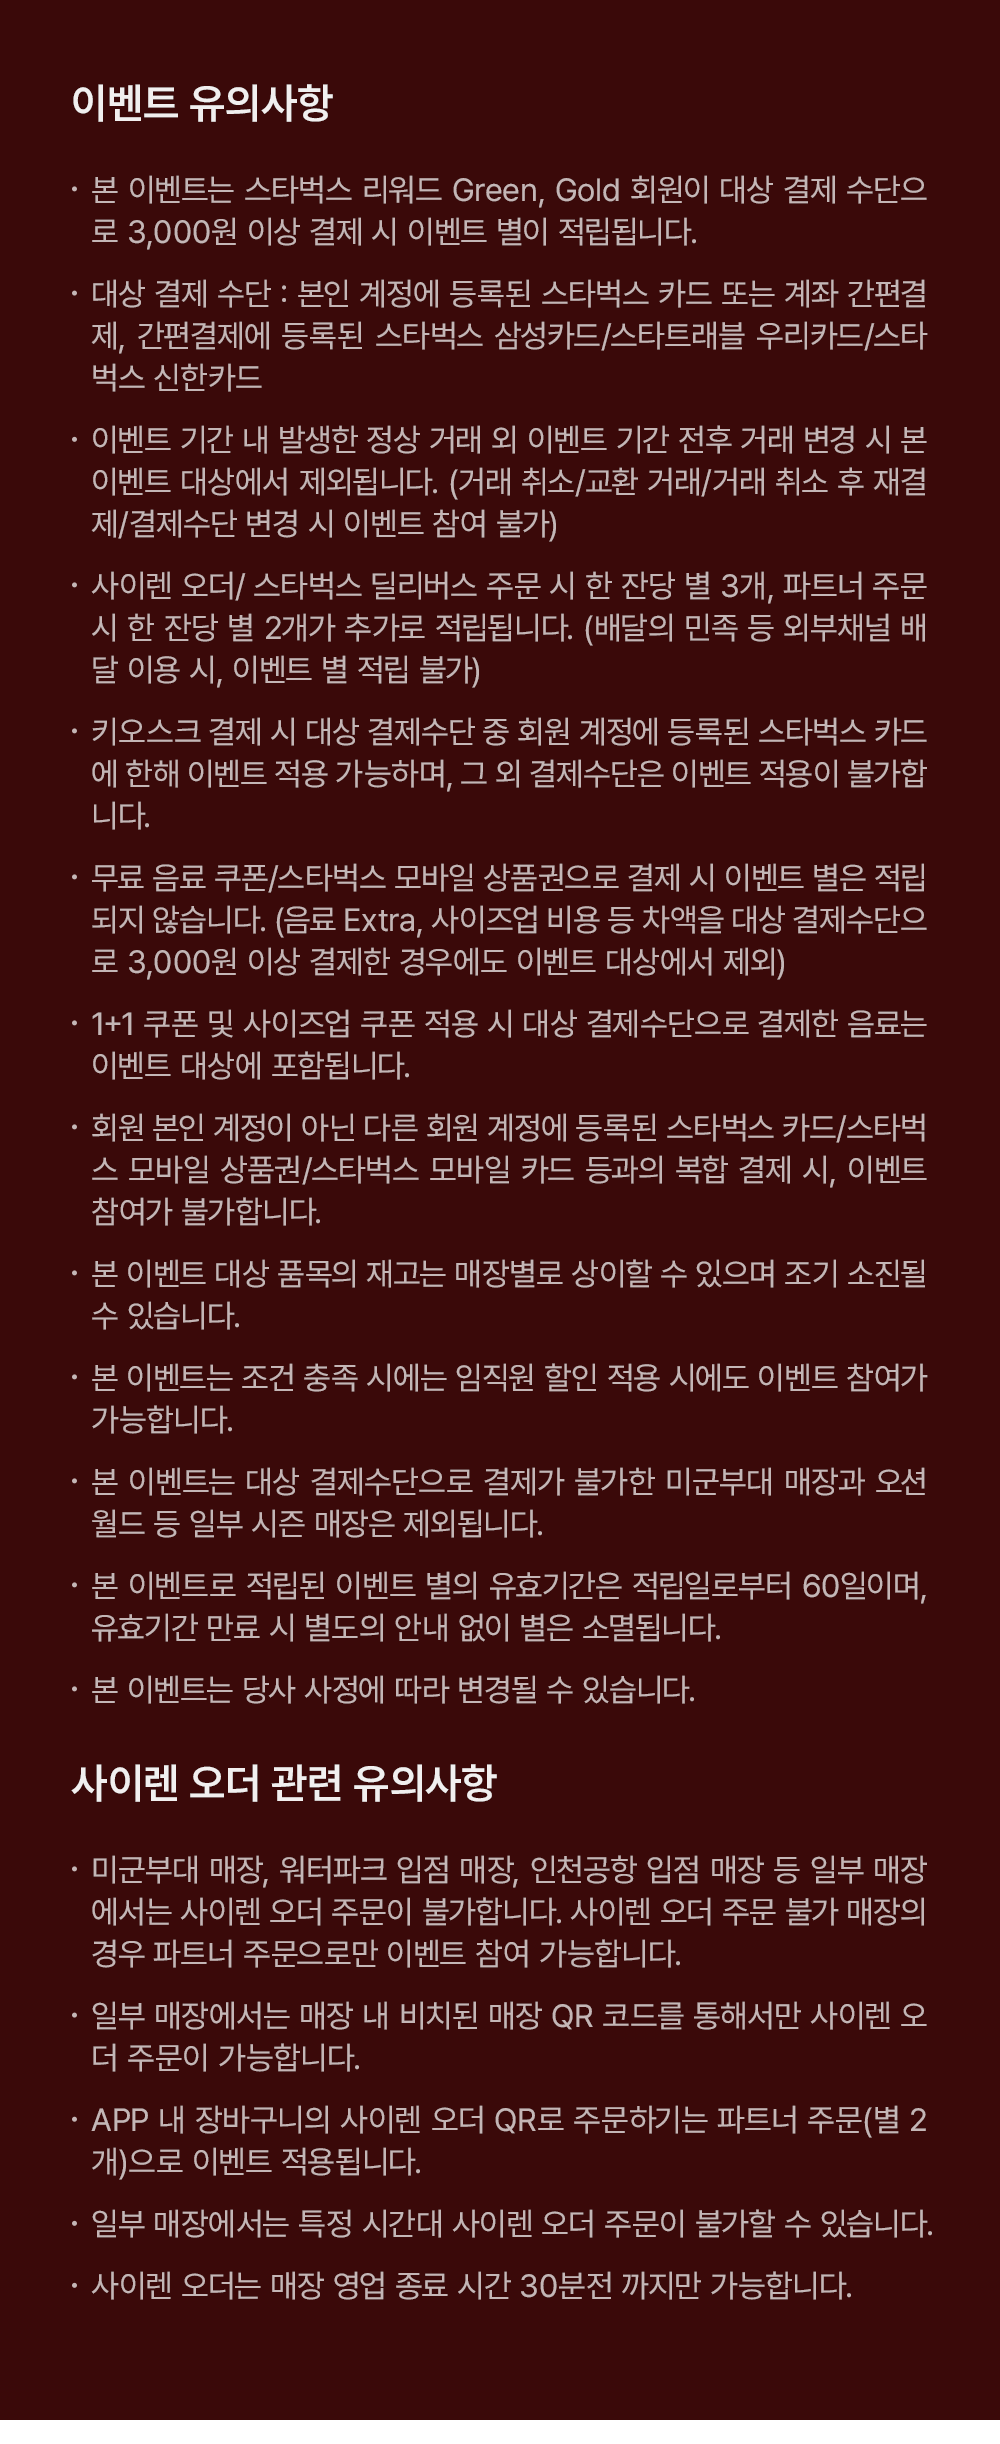 이벤트 유의사항
· 본 이벤트는 스타벅스 리워드 Green, Gold 회원이 대상 결제 수단으
로 3,000원 이상 결제 시 이벤트 별이 적립됩니다.
· 대상 결제 수단 : 본인 계정에 등록된 스타벅스 카드 또는 계좌 간편결
제, 간편결제에 등록된 스타벅스 삼성카드/스타트래블 우리카드/스타
벅스 신한카드
· 이벤트 기간 내 발생한 정상 거래 외 이벤트 기간 전후 거래 변경 시 본
이벤트 대상에서 제외됩니다. (거래 취소/교환 거래/거래 취소 후 재결
제/결제수단 변경 시 이벤트 참여 불가)
· 사이렌 오더/ 스타벅스 딜리버스 주문 시 한 잔당 별 3개, 파트너 주문
시 한 잔당 별 2개가 추가로 적립됩니다. (배달의 민족 등 외부채널 배
달 이용 시, 이벤트 별 적립 불가)
· 키오스크 결제 시 대상 결제수단 중 회원 계정에 등록된 스타벅스 카드
에 한해 이벤트 적용 가능하며, 그 외 결제수단은 이벤트 적용이 불가합
니다.
· 무료 음료 쿠폰/스타벅스 모바일 상품권으로 결제 시 이벤트 별은 적립
되지 않습니다. (음료 Extra, 사이즈업 비용 등 차액을 대상 결제수단으
로 3,000원 이상 결제한 경우에도 이벤트 대상에서 제외)
· 1+1 쿠폰 및 사이즈업 쿠폰 적용 시 대상 결제수단으로 결제한 음료는
이벤트 대상에 포함됩니다.
· 회원 본인 계정이 아닌 다른 회원 계정에 등록된 스타벅스 카드/스타벅
스 모바일 상품권/스타벅스 모바일 카드 등과의 복합 결제 시, 이벤트
참여가 불가합니다.
· 본 이벤트 대상 품목의 재고는 매장별로 상이할 수 있으며 조기 소진될
수 있습니다.
· 본 이벤트는 조건 충족 시에는 임직원 할인 적용 시에도 이벤트 참여가
가능합니다.
· 본 이벤트는 대상 결제수단으로 결제가 불가한 미군부대 매장과 오션
월드 등 일부 시즌 매장은 제외됩니다.
· 본 이벤트로 적립된 이벤트 별의 유효기간은 적립일로부터 60일이며,
유효기간 만료 시 별도의 안내 없이 별은 소멸됩니다.
· 본 이벤트는 당사 사정에 따라 변경될 수 있습니다.
사이렌 오더 관련 유의사항
· 미군부대 매장, 워터파크 입점 매장, 인천공항 입점 매장 등 일부 매장
에서는 사이렌 오더 주문이 불가합니다. 사이렌 오더 주문 불가 매장의
경우 파트너 주문으로만 이벤트 참여 가능합니다.
· 일부 매장에서는 매장 내 비치된 매장 QR 코드를 통해서만 사이렌 오
더 주문이 가능합니다.
· APP 내 장바구니의 사이렌 오더 QR로 주문하기는 파트너 주문(별 2
개)으로 이벤트 적용됩니다.
· 일부 매장에서는 특정 시간대 사이렌 오더 주문이 불가할 수 있습니다.
· 사이렌 오더는 매장 영업 종료 시간 30분전 까지만 가능합니다.